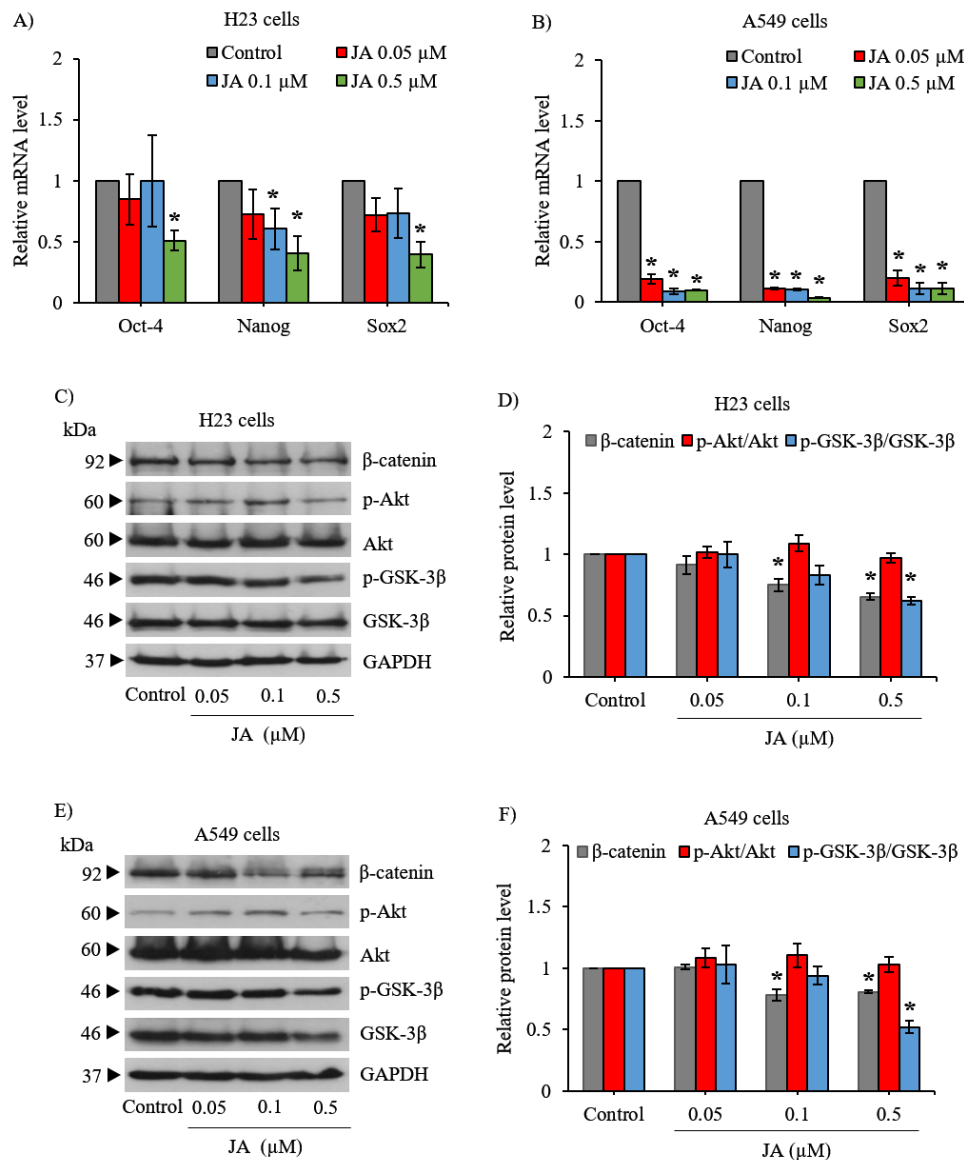 A)
H23 cells
Control
JA 0.05 µM
JA 0.1 µM
JA 0.5 µM
Relative mRNA level
2
1.5
1
0.5
0
* * * *
Oct-4 Nanog Sox2
B)
A549 cells
Control
JA 0.05 µM
JA 0.1 µM
JA 0.5 µM
Relative mRNA level
2
1.5
1
0.5
0
* * * * * * * * *
Oct-4 Nanog Sox2
C)
H23 cells
kDa
92 β-catenin
60 p-Akt
60 Akt
46 p-GSK-3β
46 GSK-3β
37 GAPDH
Control 0.05 0.1 0.5
JA (µM)
D)
H23 cells
β-catenin p-Akt/Akt p-GSK-3β/GSK-3β
Relative protein level
2
1.5
1
0.5
0
* * *
Control 0.05 0.1 0.5
JA (µM)
E)
A549 cells
kDa
92 β-catenin
60 p-Akt
60 Akt
46 p-GSK-3β
46 GSK-3β
37 GAPDH
Control 0.05 0.1 0.5
JA (µM)
F)
A549 cells
β-catenin p-Akt/Akt p-GSK-3β/GSK-3β
Relative protein level
2
1.5
1
0.5
0
* * *
Control 0.05 0.1 0.5
JA (µM)